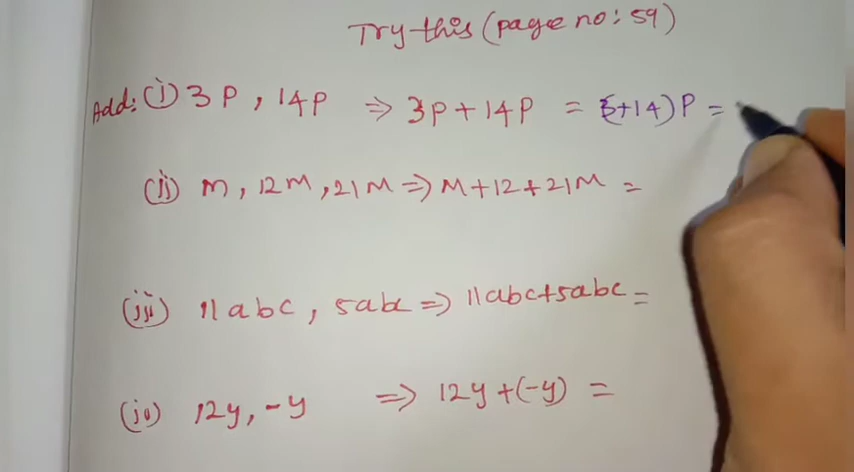 Try this (page no: 59)
Add: (i) 3P, 14P ⇒ 3P + 14P = (3+14)P =
(ii) m, 12m, 21m ⇒ m + 12 + 21m =
(iii) 11abc, 5abc ⇒ 11abc + 5abc =
(iv) 12y, -y ⇒ 12y + (-y) =